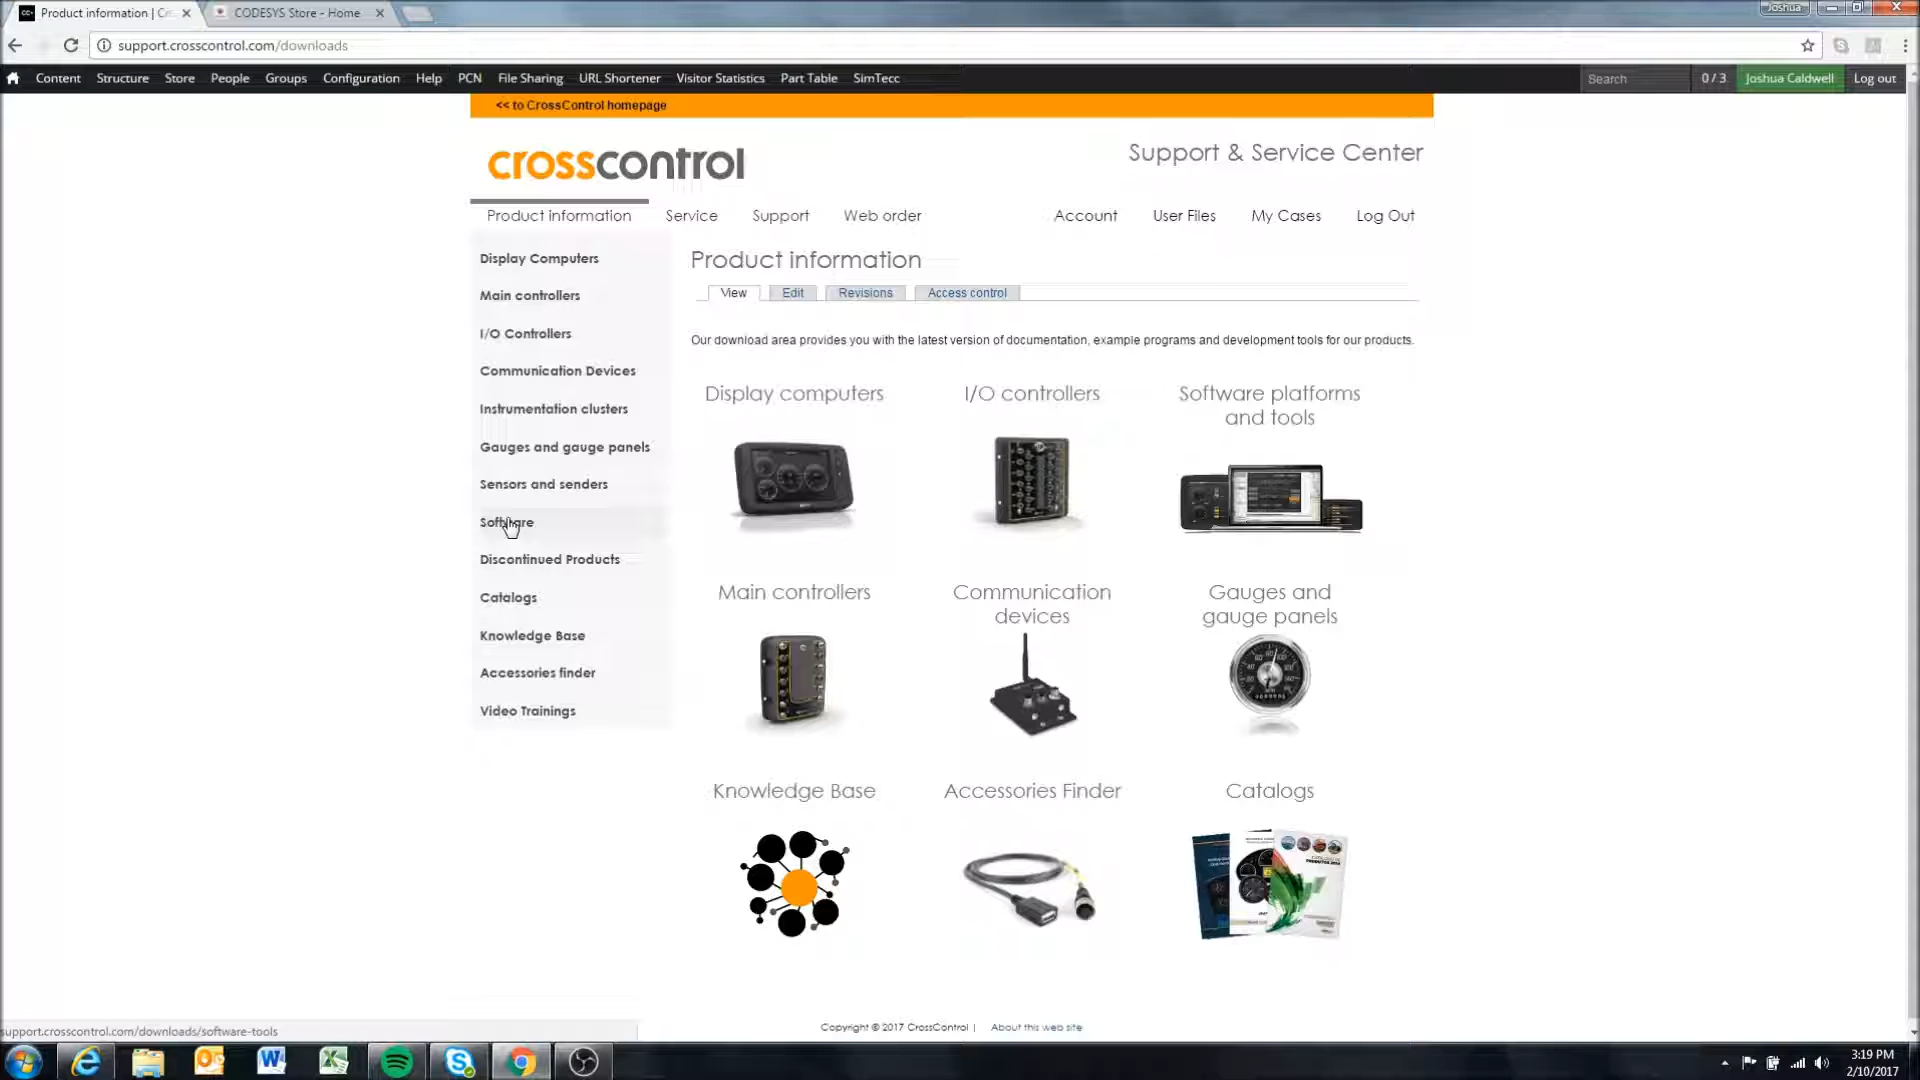 Product information | Cr
CODESYS Store - Home
Joshua
support.crosscontrol.com/downloads
Content Structure Store People Groups Configuration Help PCN File Sharing URL Shortener Visitor Statistics Part Table SimTecc Search 0 / 3 Joshua Caldwell Log out
<< to CrossControl homepage
crosscontrol
Support & Service Center
Product information Service Support Web order Account User Files My Cases Log Out
Display Computers
Main controllers
I/O Controllers
Communication Devices
Instrumentation clusters
Gauges and gauge panels
Sensors and senders
Software
Discontinued Products
Catalogs
Knowledge Base
Accessories finder
Video Trainings
Product information
View Edit Revisions Access control
Our download area provides you with the latest version of documentation, example programs and development tools for our products.
Display computers
I/O controllers
Software platforms
and tools
Main controllers
Communication
devices
Gauges and
gauge panels
Knowledge Base
Accessories Finder
Catalogs
Copyright © 2017 CrossControl | About this web site
support.crosscontrol.com/downloads/software-tools
3:19 PM
2/10/2017